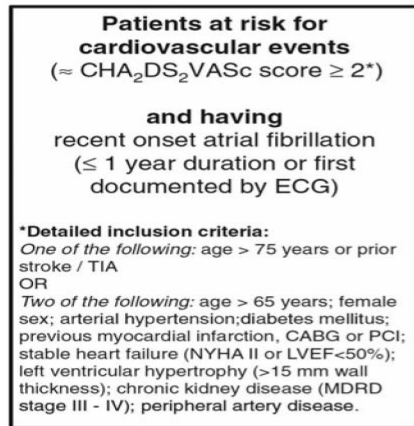 Patients at risk for
cardiovascular events
(≈ CHA₂DS₂VASc score ≥ 2*)
and having
recent onset atrial fibrillation
(≤ 1 year duration or first
documented by ECG)
*Detailed inclusion criteria:
One of the following: age > 75 years or prior
stroke / TIA
OR
Two of the following: age > 65 years; female
sex; arterial hypertension;diabetes mellitus;
previous myocardial infarction, CABG or PCI;
stable heart failure (NYHA II or LVEF<50%);
left ventricular hypertrophy (>15 mm wall
thickness); chronic kidney disease (MDRD
stage III - IV); peripheral artery disease.